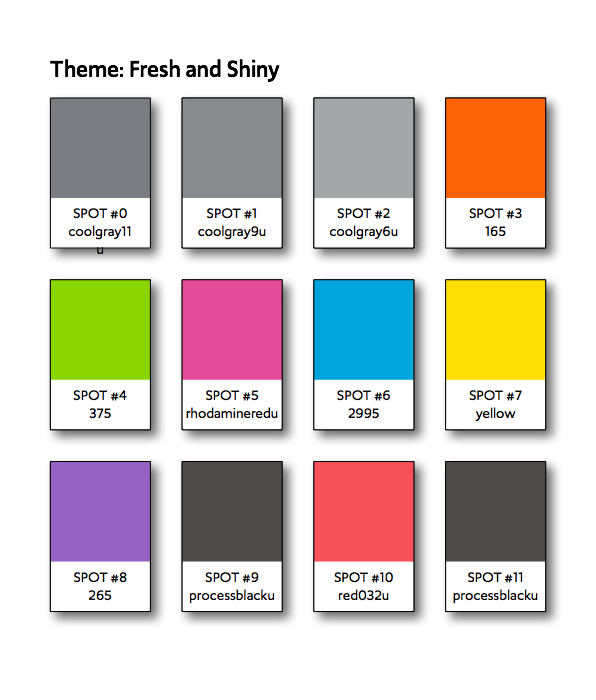 Theme: Fresh and Shiny
SPOT #0
coolgray11
u
SPOT #1
coolgray9u
SPOT #2
coolgray6u
SPOT #3
165
SPOT #4
375
SPOT #5
rhodamineredu
SPOT #6
2995
SPOT #7
yellow
SPOT #8
265
SPOT #9
processblacku
SPOT #10
red032u
SPOT #11
processblacku